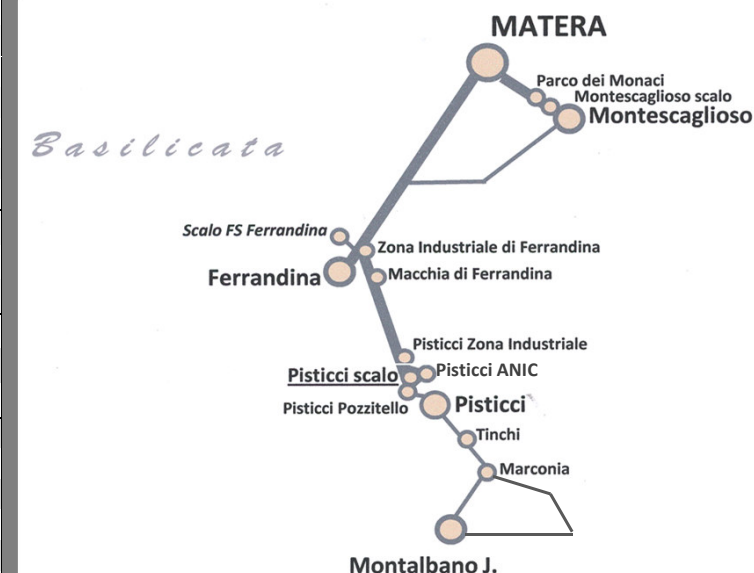 MATERA
Parco dei Monaci
Montescaglioso scalo
Montescaglioso
Basilicata
Scalo FS Ferrandina
Zona Industriale di Ferrandina
Ferrandina
Macchia di Ferrandina
Pisticci Zona Industriale
Pisticci scalo
Pisticci ANIC
Pisticci Pozzitello
Pisticci
Tinchi
Marconia
Montalbano J.